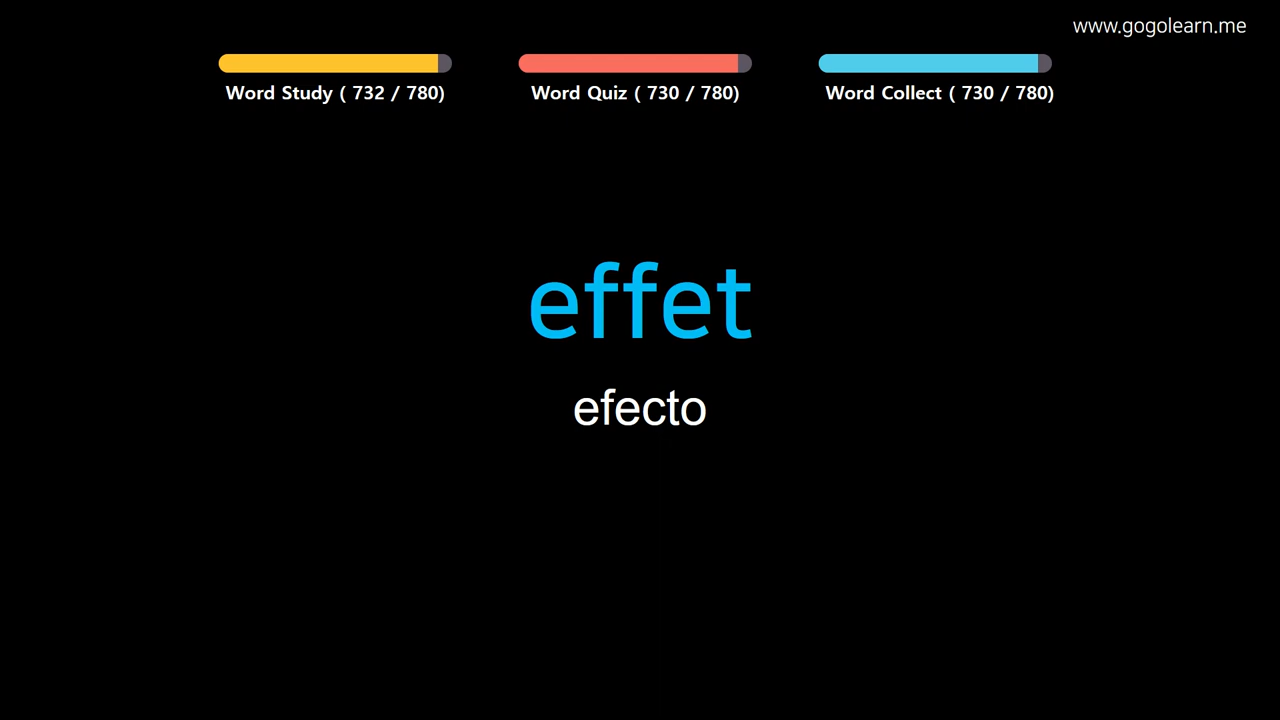 www.gogolearn.me
Word Study ( 732 / 780)
Word Quiz ( 730 / 780)
Word Collect ( 730 / 780)
effet
efecto